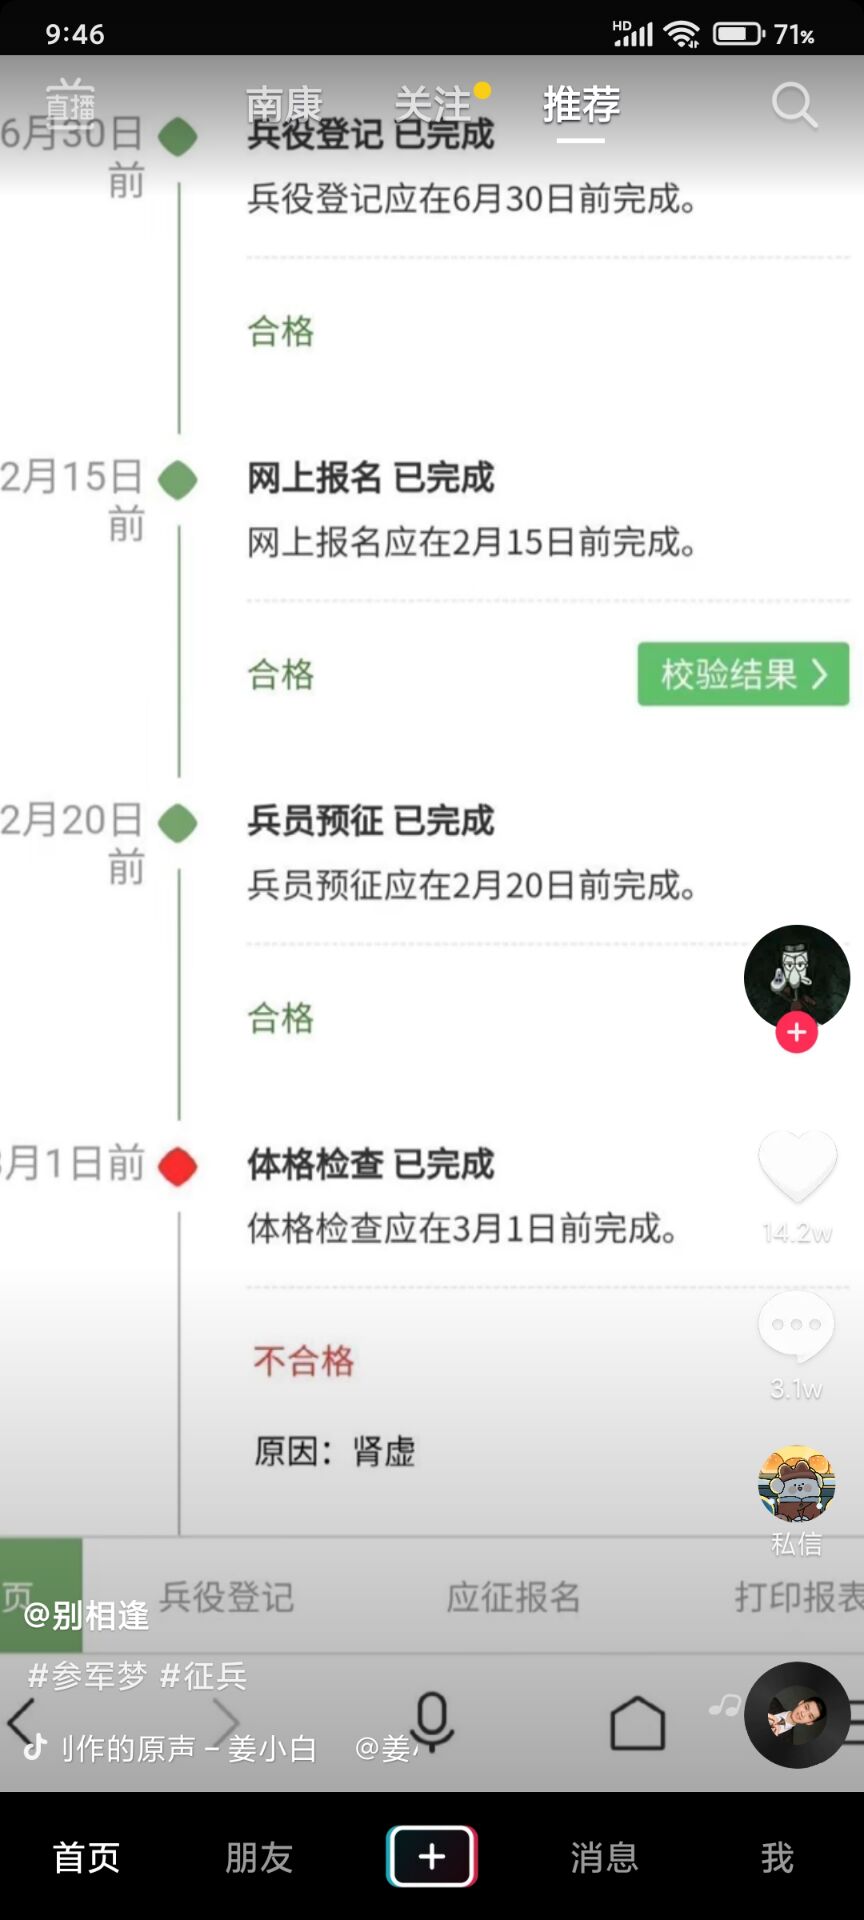 9:46
HD
71%
直播
南康
关注
推荐
6月30日
前
兵役登记 已完成
兵役登记应在6月30日前完成。
合格
2月15日
前
网上报名 已完成
网上报名应在2月15日前完成。
合格
校验结果
2月20日
前
兵员预征 已完成
兵员预征应在2月20日前完成。
合格
月1日前
体格检查 已完成
体格检查应在3月1日前完成。
14.2w
不合格
3.1w
原因：肾虚
私信
页
兵役登记
应征报名
打印报表
@别相逢
#参军梦 #征兵
作的原声 - 姜小白
@姜
首页
朋友
消息
我